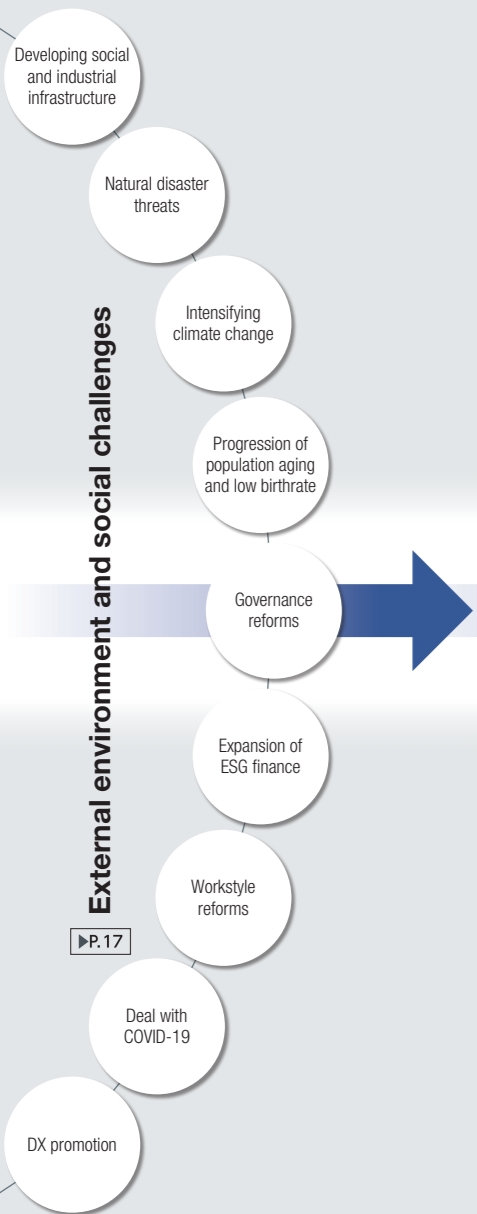 External environment and social challenges
▶P.17
Developing social
and industrial
infrastructure
Natural disaster
threats
Intensifying
climate change
Progression of
population aging
and low birthrate
Governance
reforms
Expansion of
ESG finance
Workstyle
reforms
Deal with
COVID-19
DX promotion